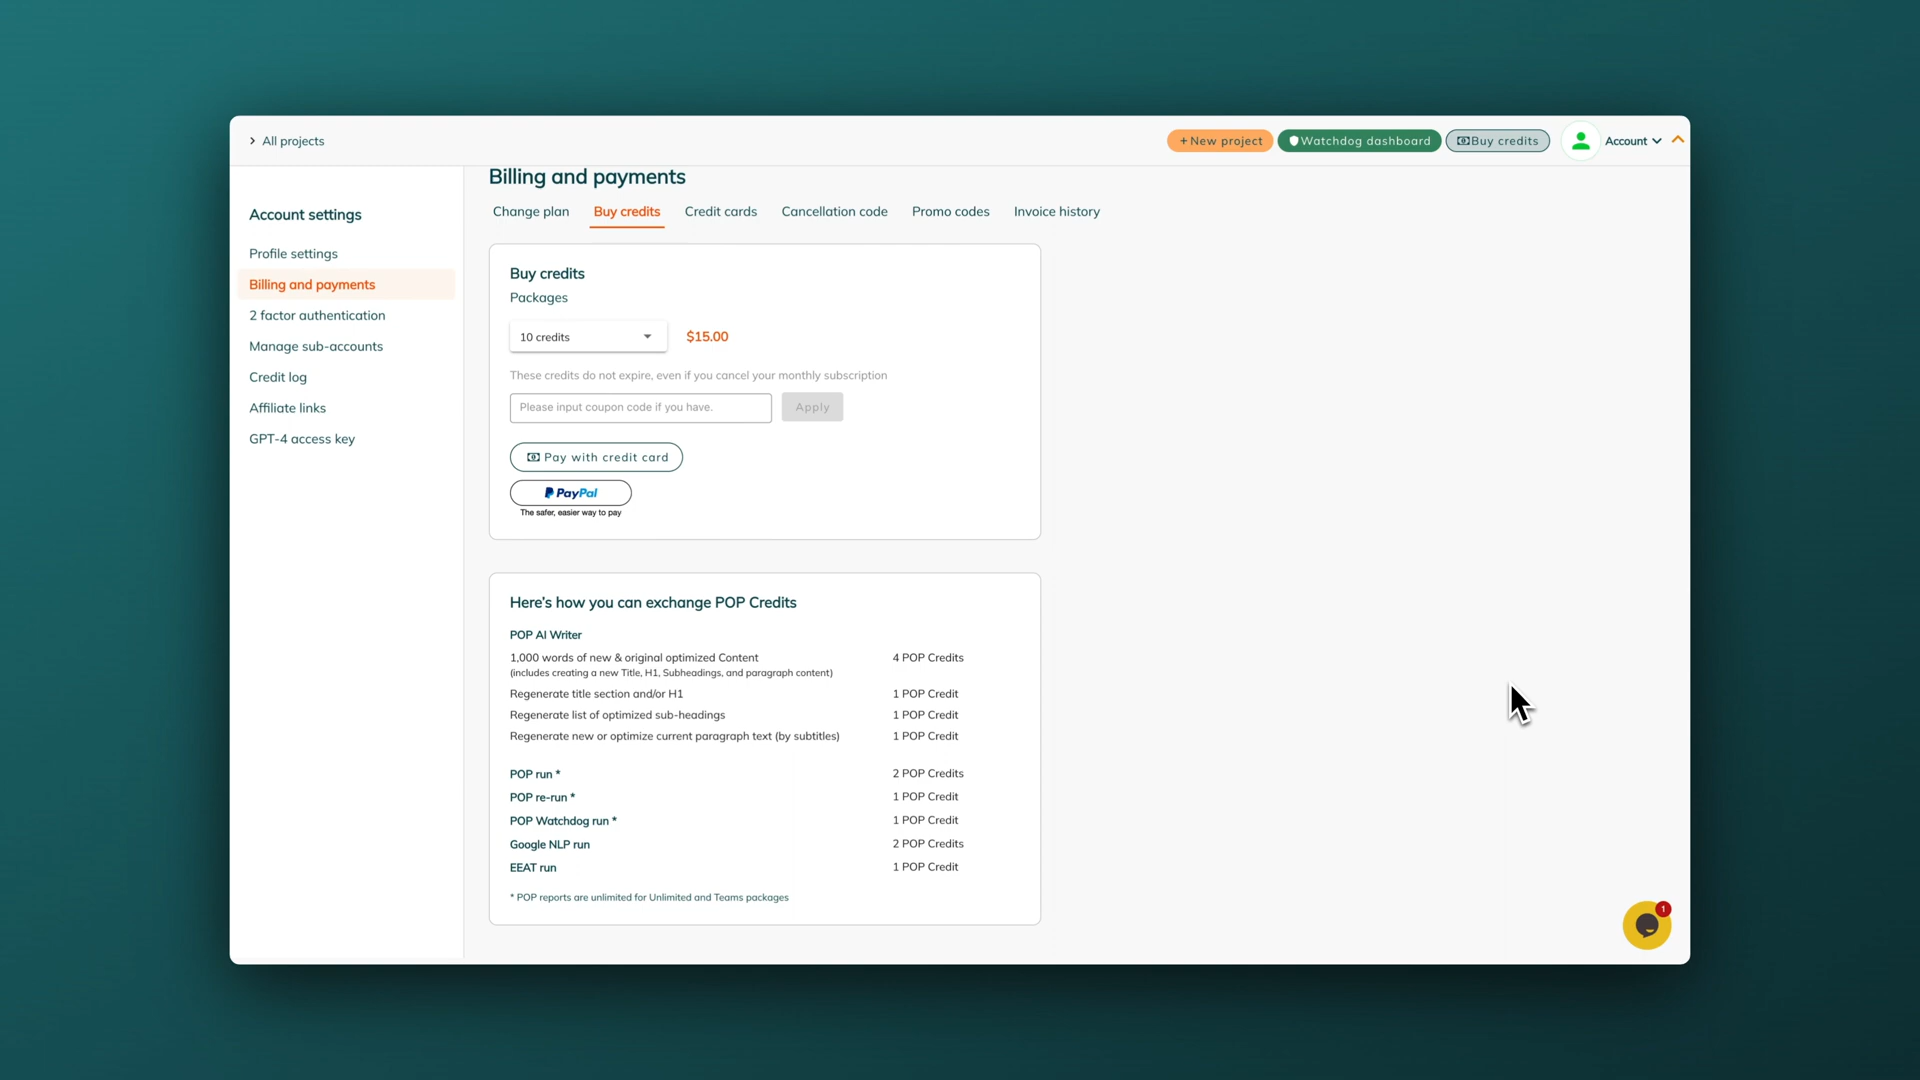 All projects
+ New project
Watchdog dashboard
Buy credits
Account
Account settings
Profile settings
Billing and payments
2 factor authentication
Manage sub-accounts
Credit log
Affiliate links
GPT-4 access key
Billing and payments
Change plan
Buy credits
Credit cards
Cancellation code
Promo codes
Invoice history
Buy credits
Packages
10 credits
$15.00
These credits do not expire, even if you cancel your monthly subscription
Please input coupon code if you have.
Apply
Pay with credit card
PayPal
The safer, easier way to pay
Here's how you can exchange POP Credits
POP AI Writer
1,000 words of new & original optimized Content 4 POP Credits
(includes creating a new Title, H1, Subheadings, and paragraph content)
Regenerate title section and/or H1 1 POP Credit
Regenerate list of optimized sub-headings 1 POP Credit
Regenerate new or optimize current paragraph text (by subtitles) 1 POP Credit
POP run * 2 POP Credits
POP re-run * 1 POP Credit
POP Watchdog run * 1 POP Credit
Google NLP run 2 POP Credits
EEAT run 1 POP Credit
* POP reports are unlimited for Unlimited and Teams packages
1